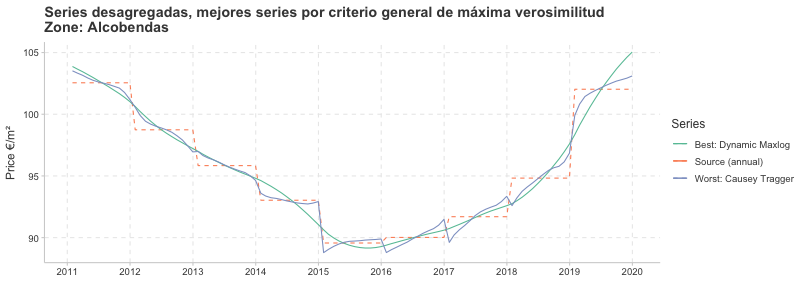 Series desagregadas, mejores series por criterio general de máxima verosimilitud
Zone: Alcobendas
Price €/m²
105
100
95
90
2011 2012 2013 2014 2015 2016 2017 2018 2019 2020
Series
Best: Dynamic Maxlog
Source (annual)
Worst: Causey Tragger